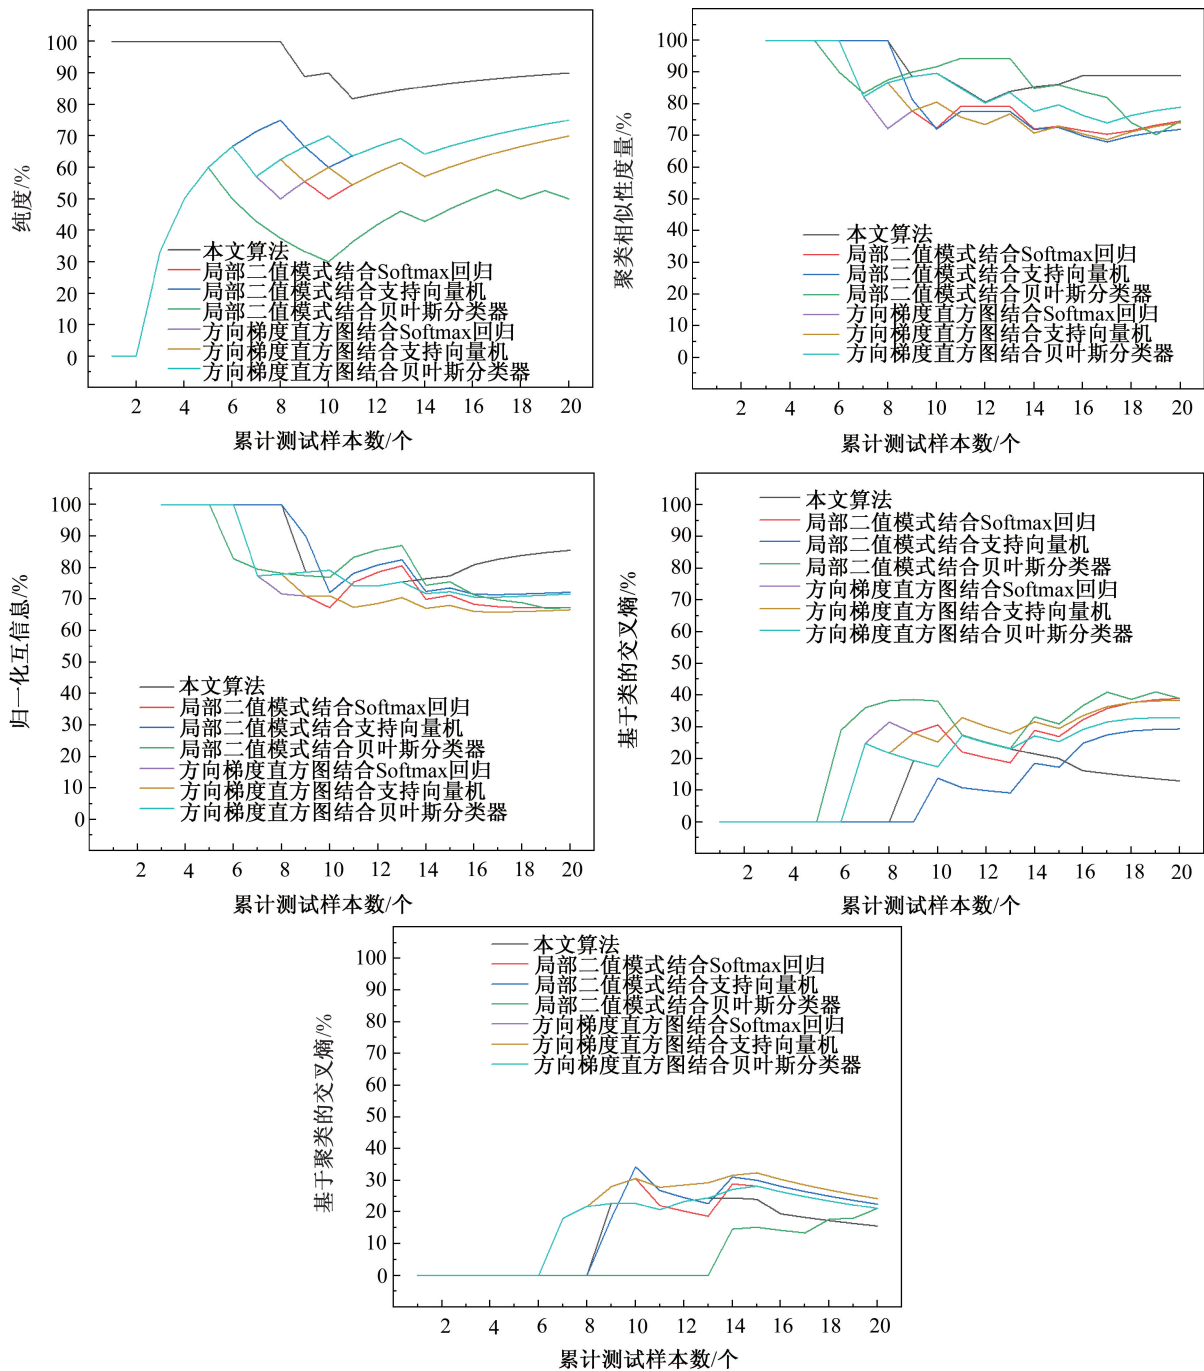 纯度/%
100
90
80
70
60
50
40
30
20
10
0
本文算法
局部二值模式结合Softmax回归
局部二值模式结合支持向量机
局部二值模式结合贝叶斯分类器
方向梯度直方图结合Softmax回归
方向梯度直方图结合支持向量机
方向梯度直方图结合贝叶斯分类器
2 4 6 8 10 12 14 16 18 20
累计测试样本数/个
聚类相似性度量/%
100
90
80
70
60
50
40
30
20
10
0
本文算法
局部二值模式结合Softmax回归
局部二值模式结合支持向量机
局部二值模式结合贝叶斯分类器
方向梯度直方图结合Softmax回归
方向梯度直方图结合支持向量机
方向梯度直方图结合贝叶斯分类器
2 4 6 8 10 12 14 16 18 20
累计测试样本数/个
归一化互信息/%
100
90
80
70
60
50
40
30
20
10
0
本文算法
局部二值模式结合Softmax回归
局部二值模式结合支持向量机
局部二值模式结合贝叶斯分类器
方向梯度直方图结合Softmax回归
方向梯度直方图结合支持向量机
方向梯度直方图结合贝叶斯分类器
2 4 6 8 10 12 14 16 18 20
累计测试样本数/个
基于类的交叉熵/%
100
90
80
70
60
50
40
30
20
10
0
本文算法
局部二值模式结合Softmax回归
局部二值模式结合支持向量机
局部二值模式结合贝叶斯分类器
方向梯度直方图结合Softmax回归
方向梯度直方图结合支持向量机
方向梯度直方图结合贝叶斯分类器
2 4 6 8 10 12 14 16 18 20
累计测试样本数/个
基于聚类的交叉熵/%
100
90
80
70
60
50
40
30
20
10
0
本文算法
局部二值模式结合Softmax回归
局部二值模式结合支持向量机
局部二值模式结合贝叶斯分类器
方向梯度直方图结合Softmax回归
方向梯度直方图结合支持向量机
方向梯度直方图结合贝叶斯分类器
2 4 6 8 10 12 14 16 18 20
累计测试样本数/个